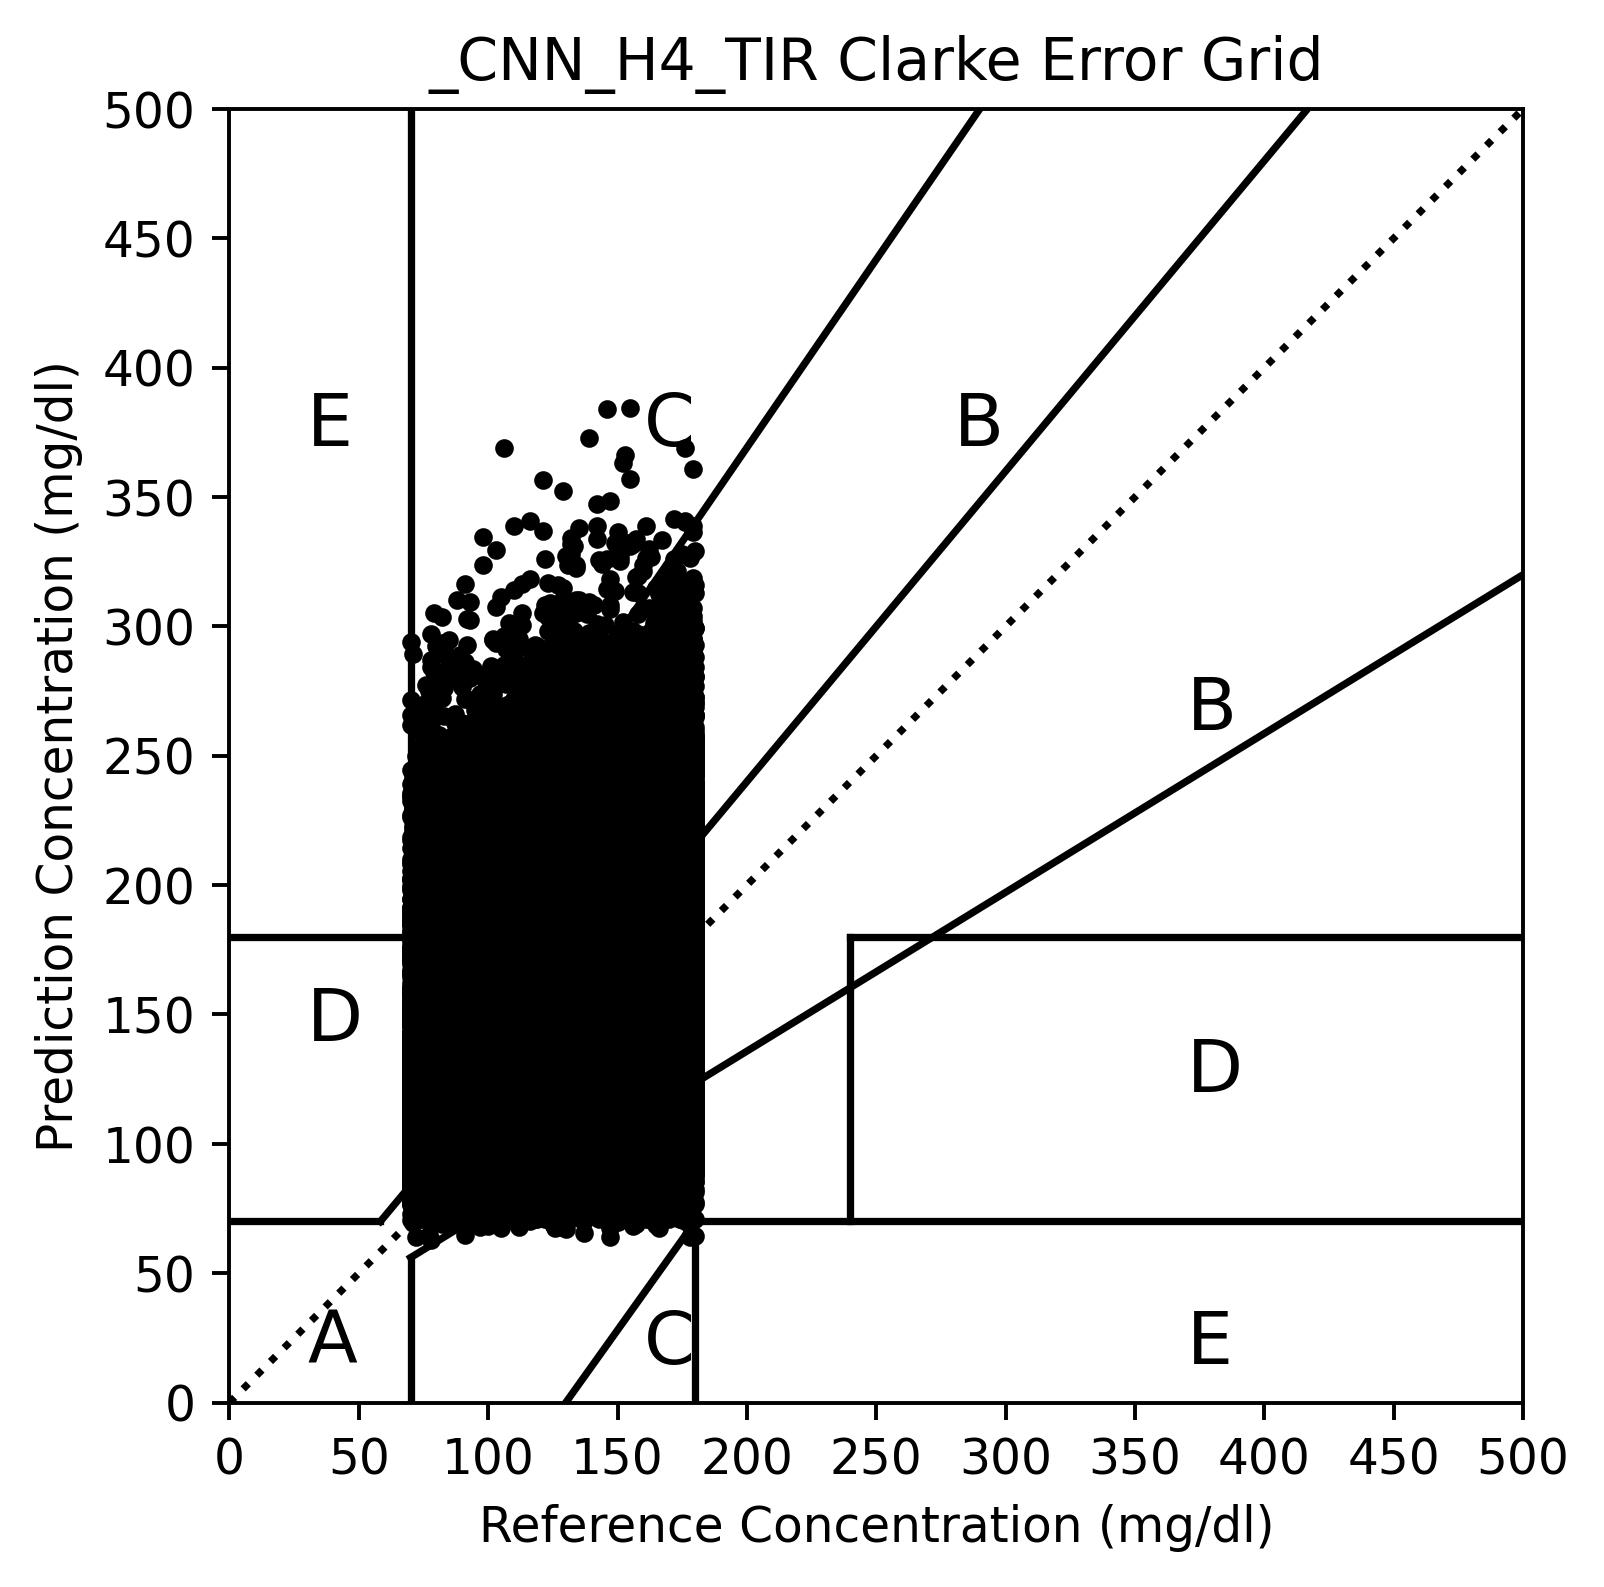 _CNN_H4_TIR Clarke Error Grid
500
450
400
350
300
250
200
150
100
50
0
Prediction Concentration (mg/dl)
E
C
B
B
D
D
A
C
E
0 50 100 150 200 250 300 350 400 450 500
Reference Concentration (mg/dl)